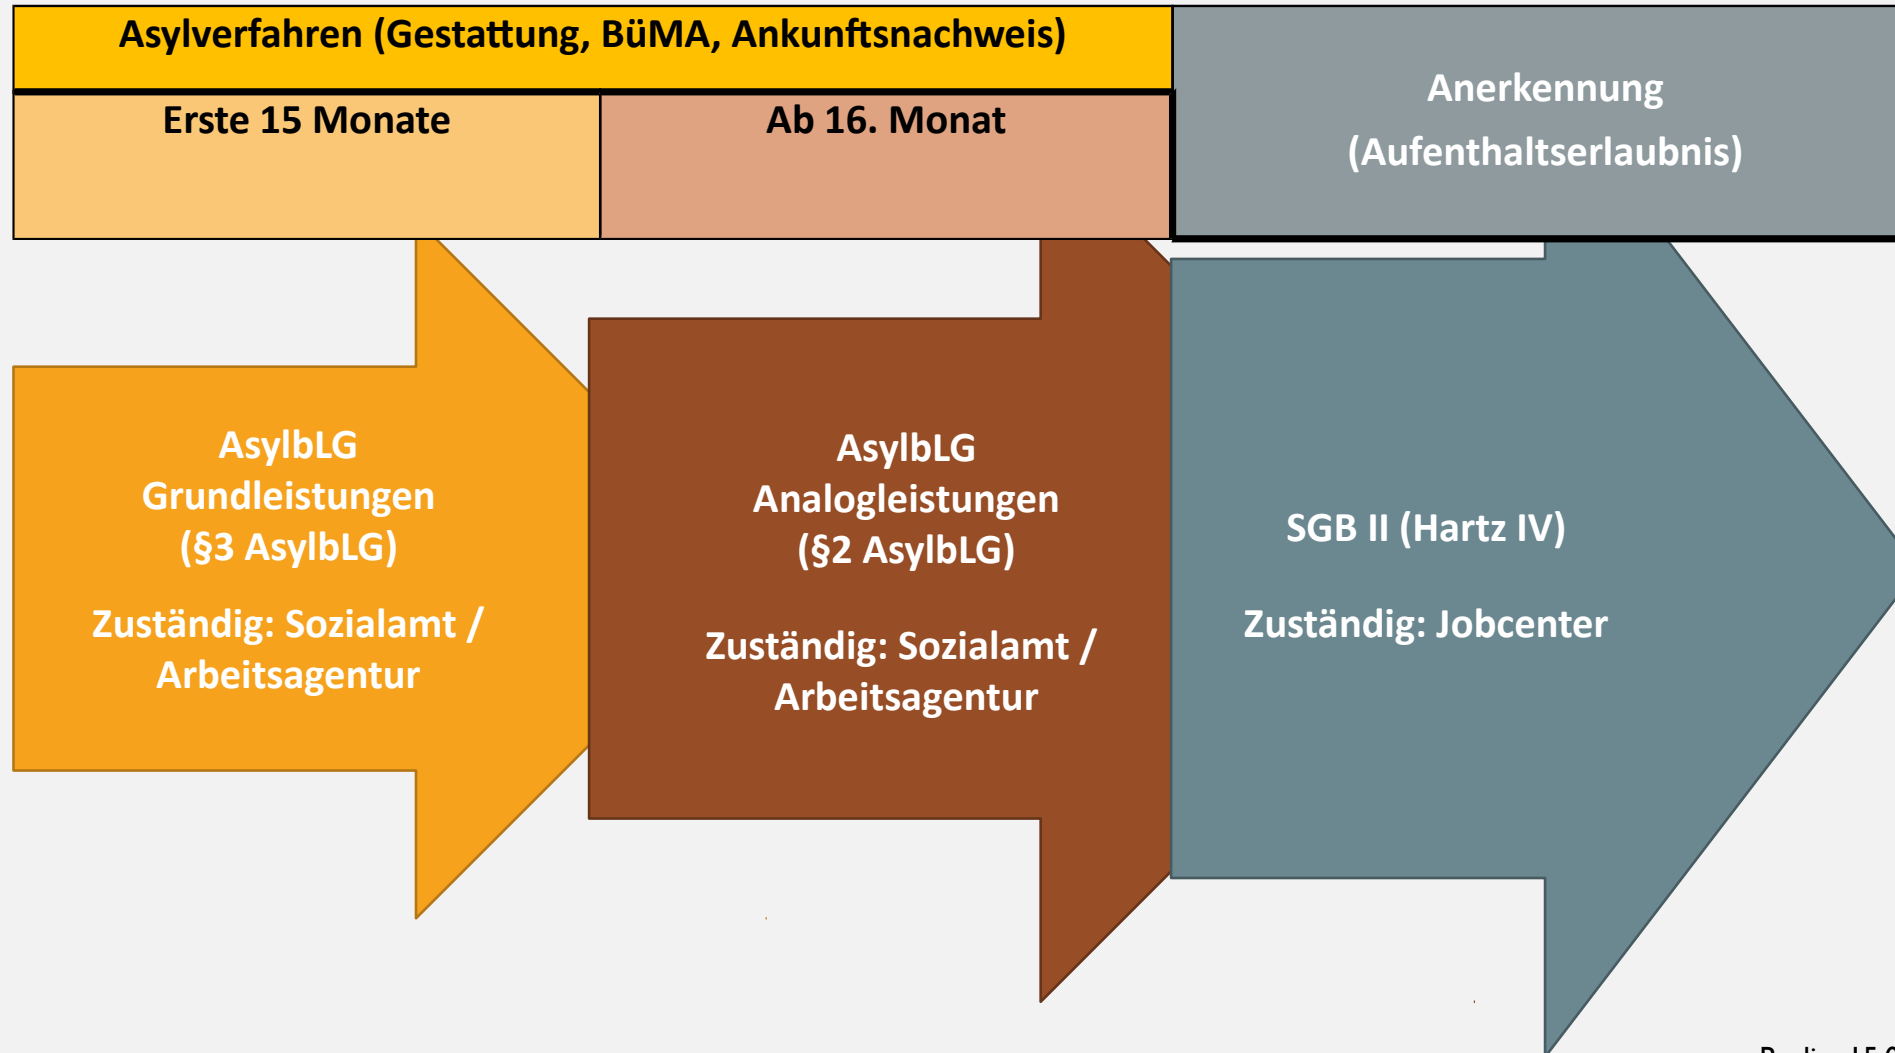 Asylverfahren (Gestattung, BüMA, Ankunftsnachweis)
Erste 15 Monate
Ab 16. Monat
Anerkennung
(Aufenthaltserlaubnis)
AsylbLG
Grundleistungen
(§3 AsylbLG)
Zuständig: Sozialamt /
Arbeitsagentur
AsylbLG
Analogleistungen
(§2 AsylbLG)
Zuständig: Sozialamt /
Arbeitsagentur
SGB II (Hartz IV)
Zuständig: Jobcenter